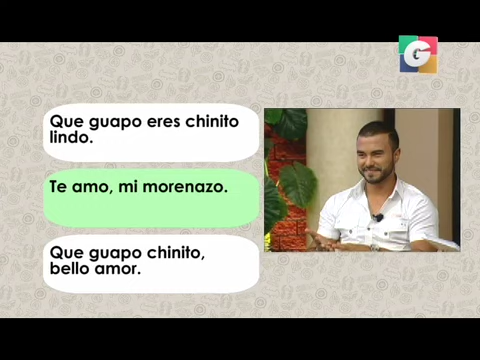 G
Que guapo eres chinito
lindo.
Te amo, mi morenazo.
Que guapo chinito,
bello amor.